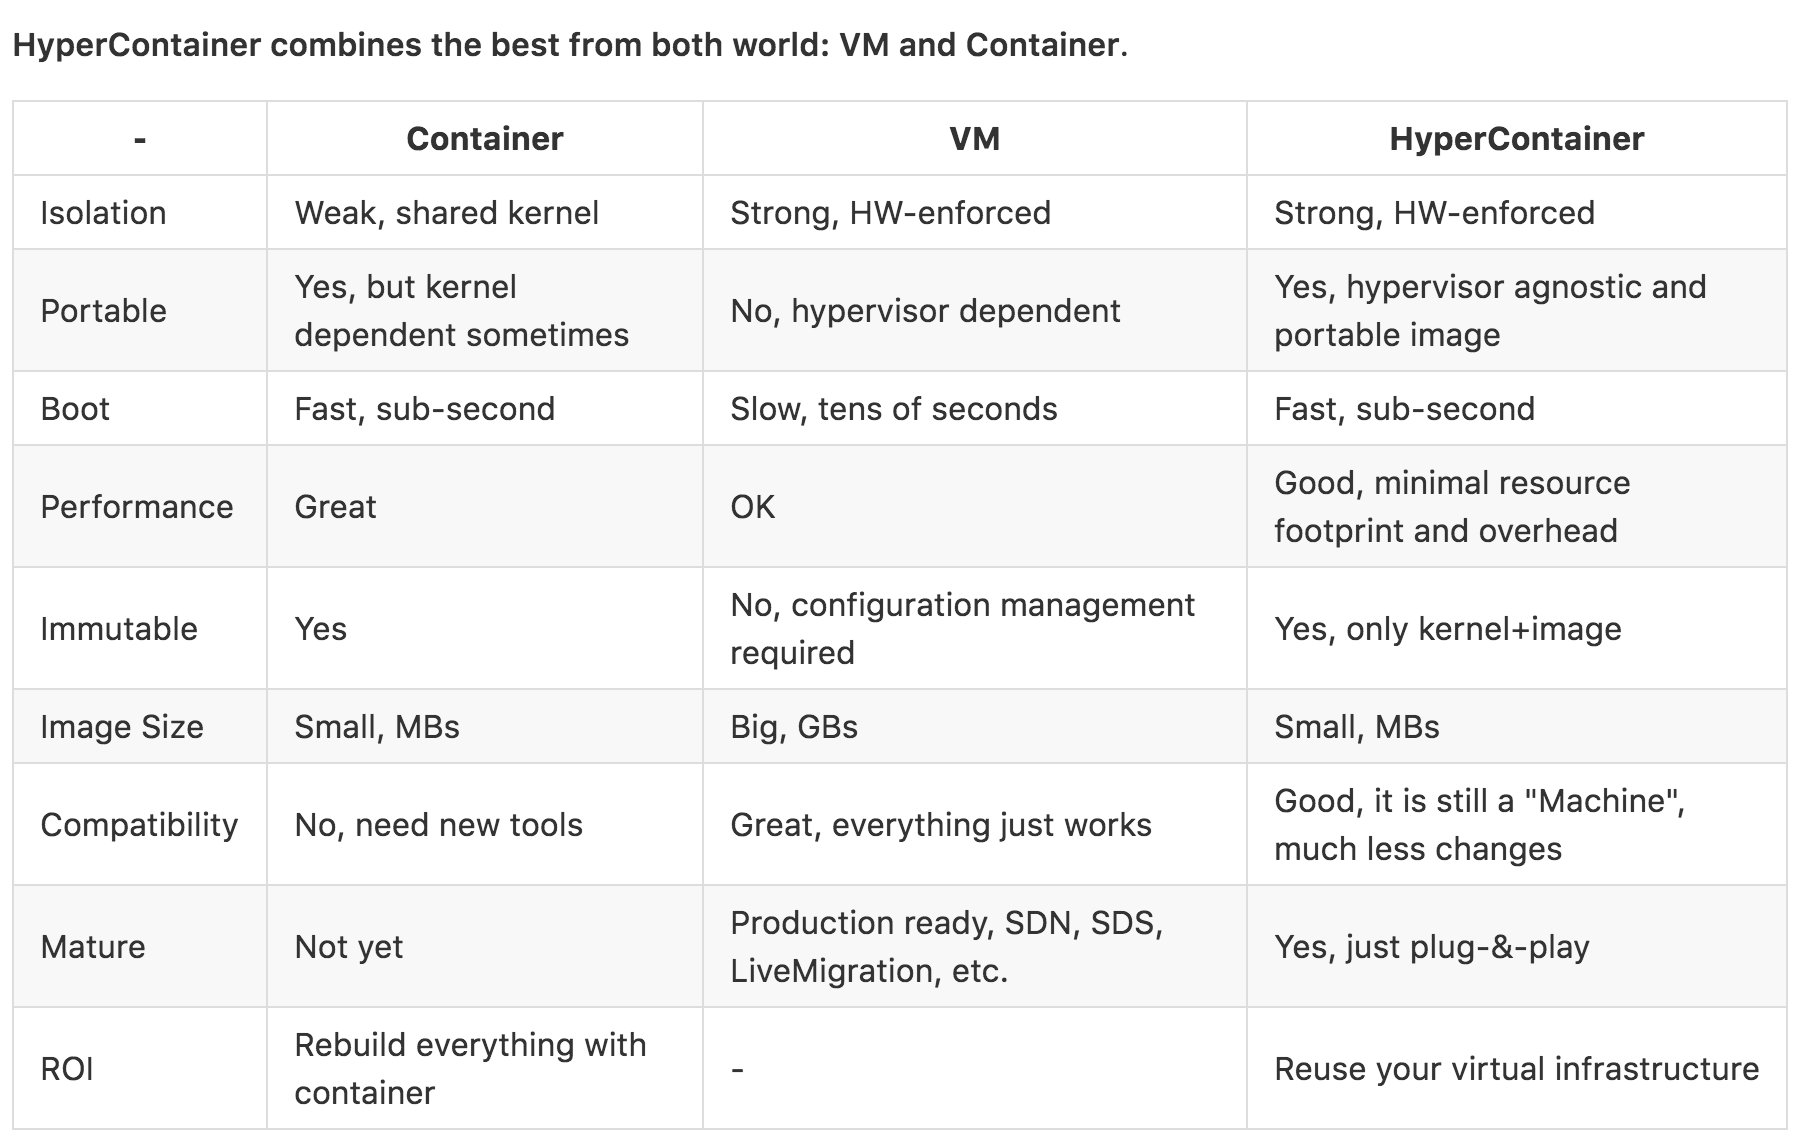 HyperContainer combines the best from both world: VM and Container.
- Container VM HyperContainer
Isolation Weak, shared kernel Strong, HW-enforced Strong, HW-enforced
Portable
Yes, but kernel
dependent sometimes
No, hypervisor dependent
Yes, hypervisor agnostic and
portable image
Boot Fast, sub-second Slow, tens of seconds Fast, sub-second
Performance
Great
OK
Good, minimal resource
footprint and overhead
Immutable
Yes
No, configuration management
required
Yes, only kernel+image
Image Size Small, MBs Big, GBs Small, MBs
Compatibility
No, need new tools
Great, everything just works
Good, it is still a "Machine",
much less changes
Mature
Not yet
Production ready, SDN, SDS,
LiveMigration, etc.
Yes, just plug-&-play
ROI
Rebuild everything with
container
-
Reuse your virtual infrastructure